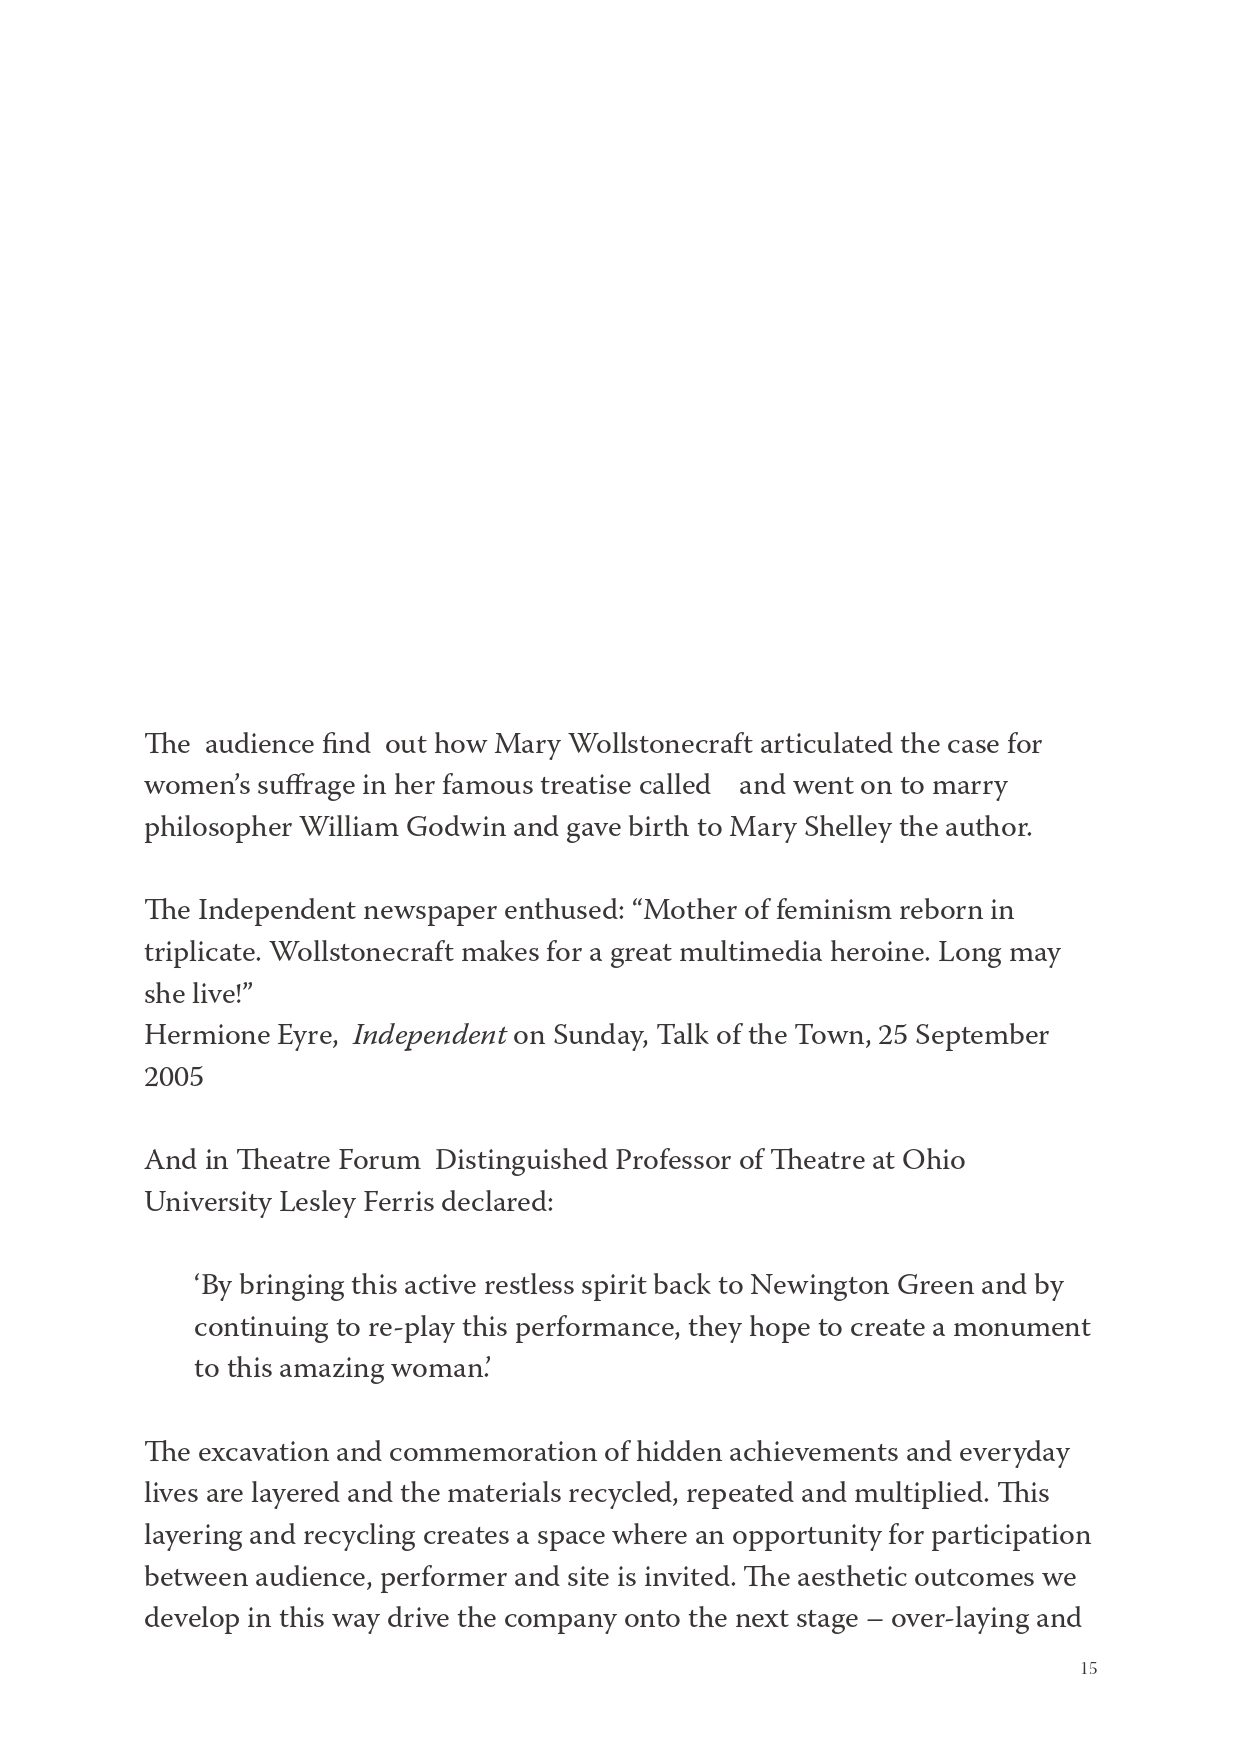 The  audience find  out how Mary Wollstonecraft articulated the case for
women’s suffrage in her famous treatise called    and went on to marry
philosopher William Godwin and gave birth to Mary Shelley the author.
The Independent newspaper enthused: “Mother of feminism reborn in
triplicate. Wollstonecraft makes for a great multimedia heroine. Long may
she live!”
Hermione Eyre,  Independent on Sunday, Talk of the Town, 25 September
2005
And in Theatre Forum  Distinguished Professor of Theatre at Ohio
University Lesley Ferris declared:
‘By bringing this active restless spirit back to Newington Green and by
continuing to re-play this performance, they hope to create a monument
to this amazing woman.’
The excavation and commemoration of hidden achievements and everyday
lives are layered and the materials recycled, repeated and multiplied. This
layering and recycling creates a space where an opportunity for participation
between audience, performer and site is invited. The aesthetic outcomes we
develop in this way drive the company onto the next stage – over-laying and
15